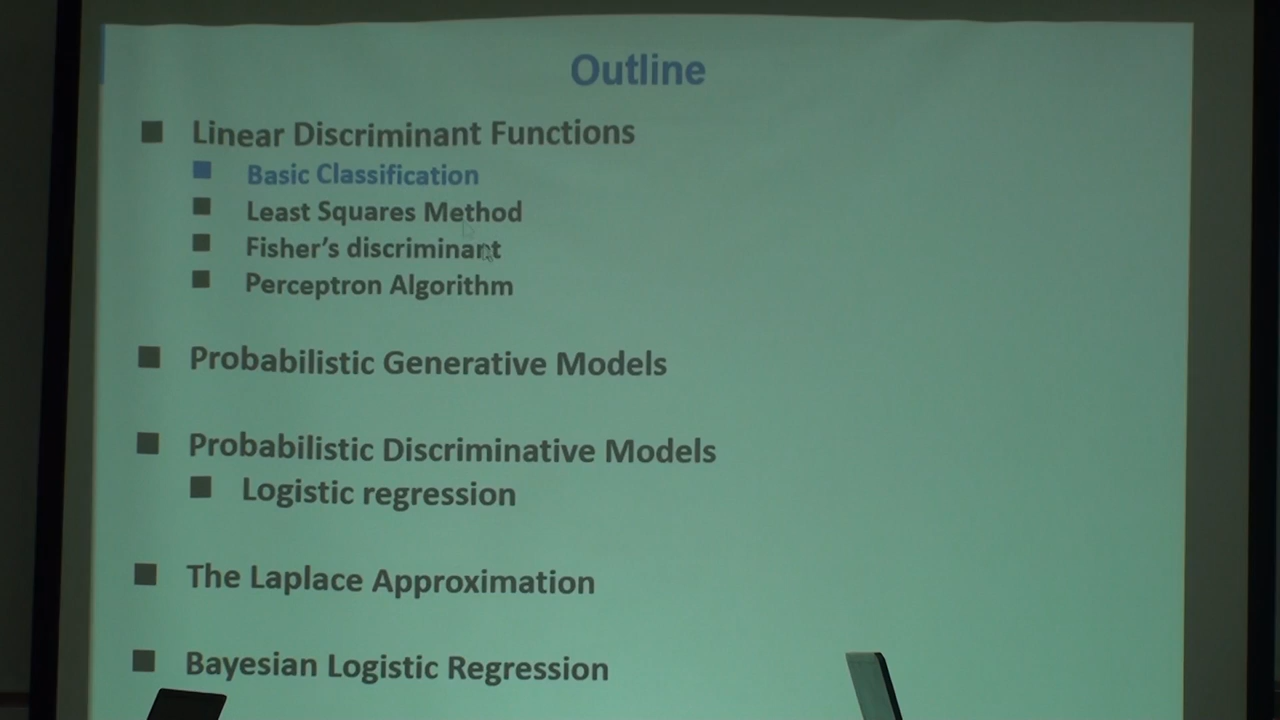 Outline
Linear Discriminant Functions
Basic Classification
Least Squares Method
Fisher’s discriminant
Perceptron Algorithm
Probabilistic Generative Models
Probabilistic Discriminative Models
Logistic regression
The Laplace Approximation
Bayesian Logistic Regression